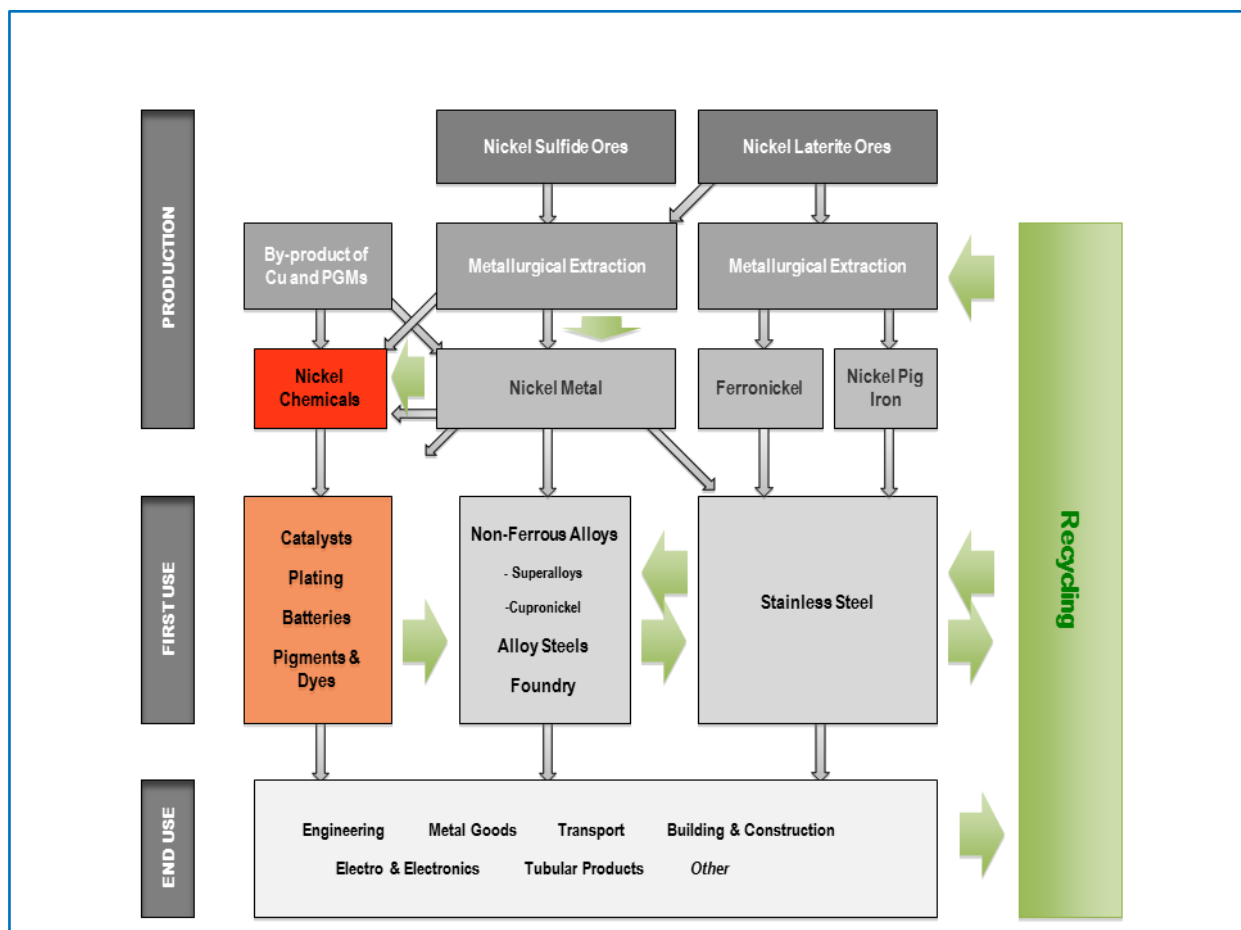 PRODUCTION
Nickel Sulfide Ores
Nickel Laterite Ores
By-product of
Cu and PGMs
Metallurgical Extraction
Metallurgical Extraction
Nickel
Chemicals
Nickel Metal
Ferronickel
Nickel Pig
Iron
FIRST USE
Catalysts
Plating
Batteries
Pigments &
Dyes
Non-Ferrous Alloys
- Superalloys
-Cupronickel
Alloy Steels
Foundry
Stainless Steel
Recycling
END USE
Engineering Metal Goods Transport Building & Construction
Electro & Electronics Tubular Products Other